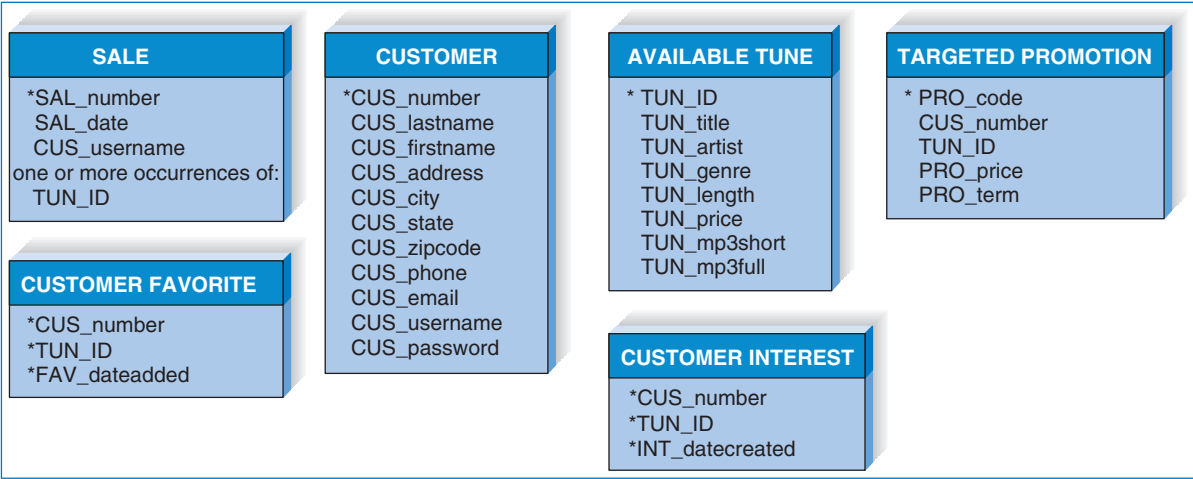 SALE
*SAL_number
SAL_date
CUS_username
one or more occurrences of:
TUN_ID
CUSTOMER FAVORITE
*CUS_number
*TUN_ID
*FAV_dateadded
CUSTOMER
*CUS_number
CUS_lastname
CUS_firstname
CUS_address
CUS_city
CUS_state
CUS_zipcode
CUS_phone
CUS_email
CUS_username
CUS_password
AVAILABLE TUNE
* TUN_ID
TUN_title
TUN_artist
TUN_genre
TUN_length
TUN_price
TUN_mp3short
TUN_mp3full
CUSTOMER INTEREST
*CUS_number
*TUN_ID
*INT_datecreated
TARGETED PROMOTION
* PRO_code
CUS_number
TUN_ID
PRO_price
PRO_term